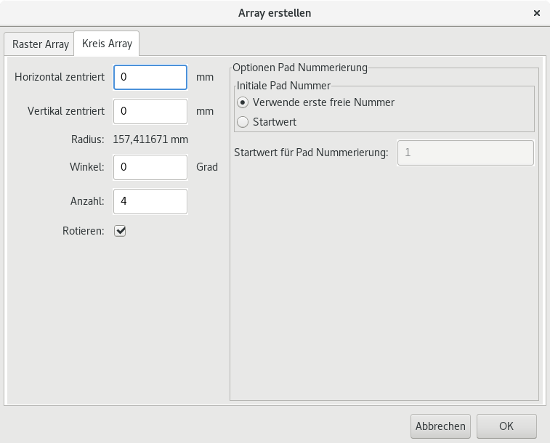 Array erstellen
Raster Array
Kreis Array
Horizontal zentriert 0 mm
Vertikal zentriert 0 mm
Radius: 157,411671 mm
Winkel: 0 Grad
Anzahl: 4
Rotieren:
Optionen Pad Nummerierung
Initiale Pad Nummer
Verwende erste freie Nummer
Startwert
Startwert für Pad Nummerierung: 1
Abbrechen
OK